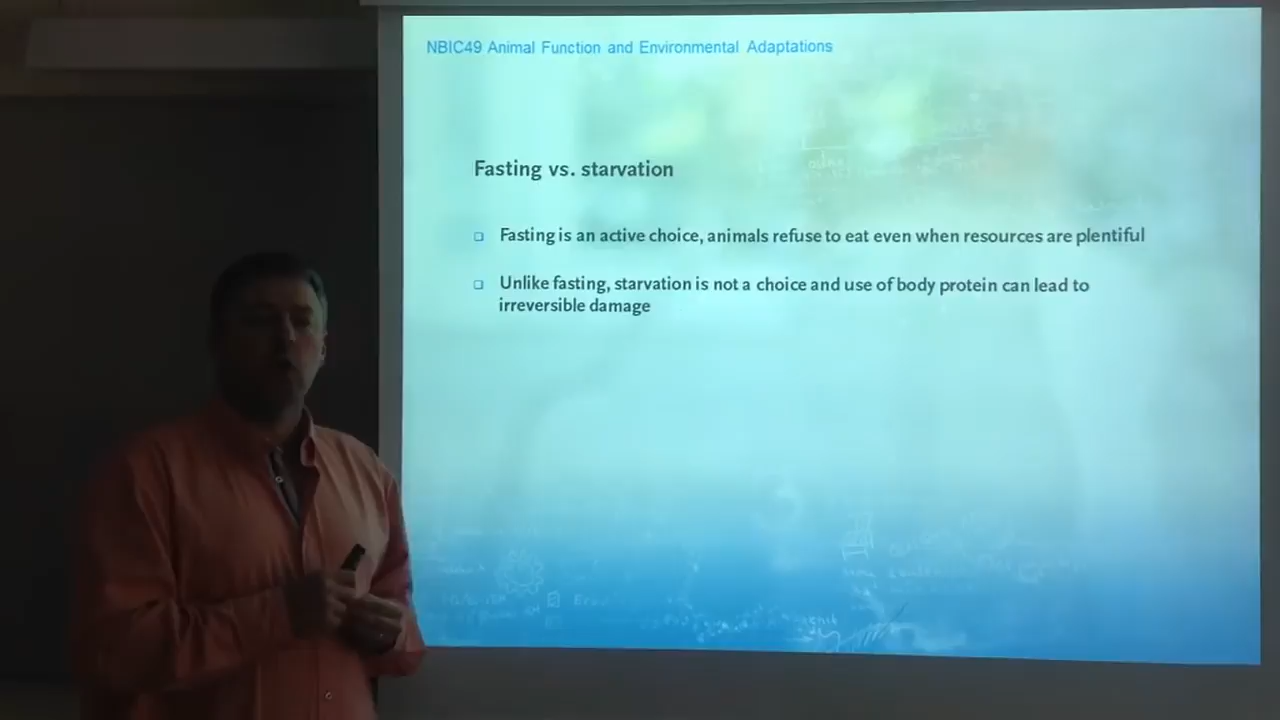 NBIC49 Animal Function and Environmental Adaptations
Fasting vs. starvation
Fasting is an active choice, animals refuse to eat even when resources are plentiful
Unlike fasting, starvation is not a choice and use of body protein can lead to
irreversible damage